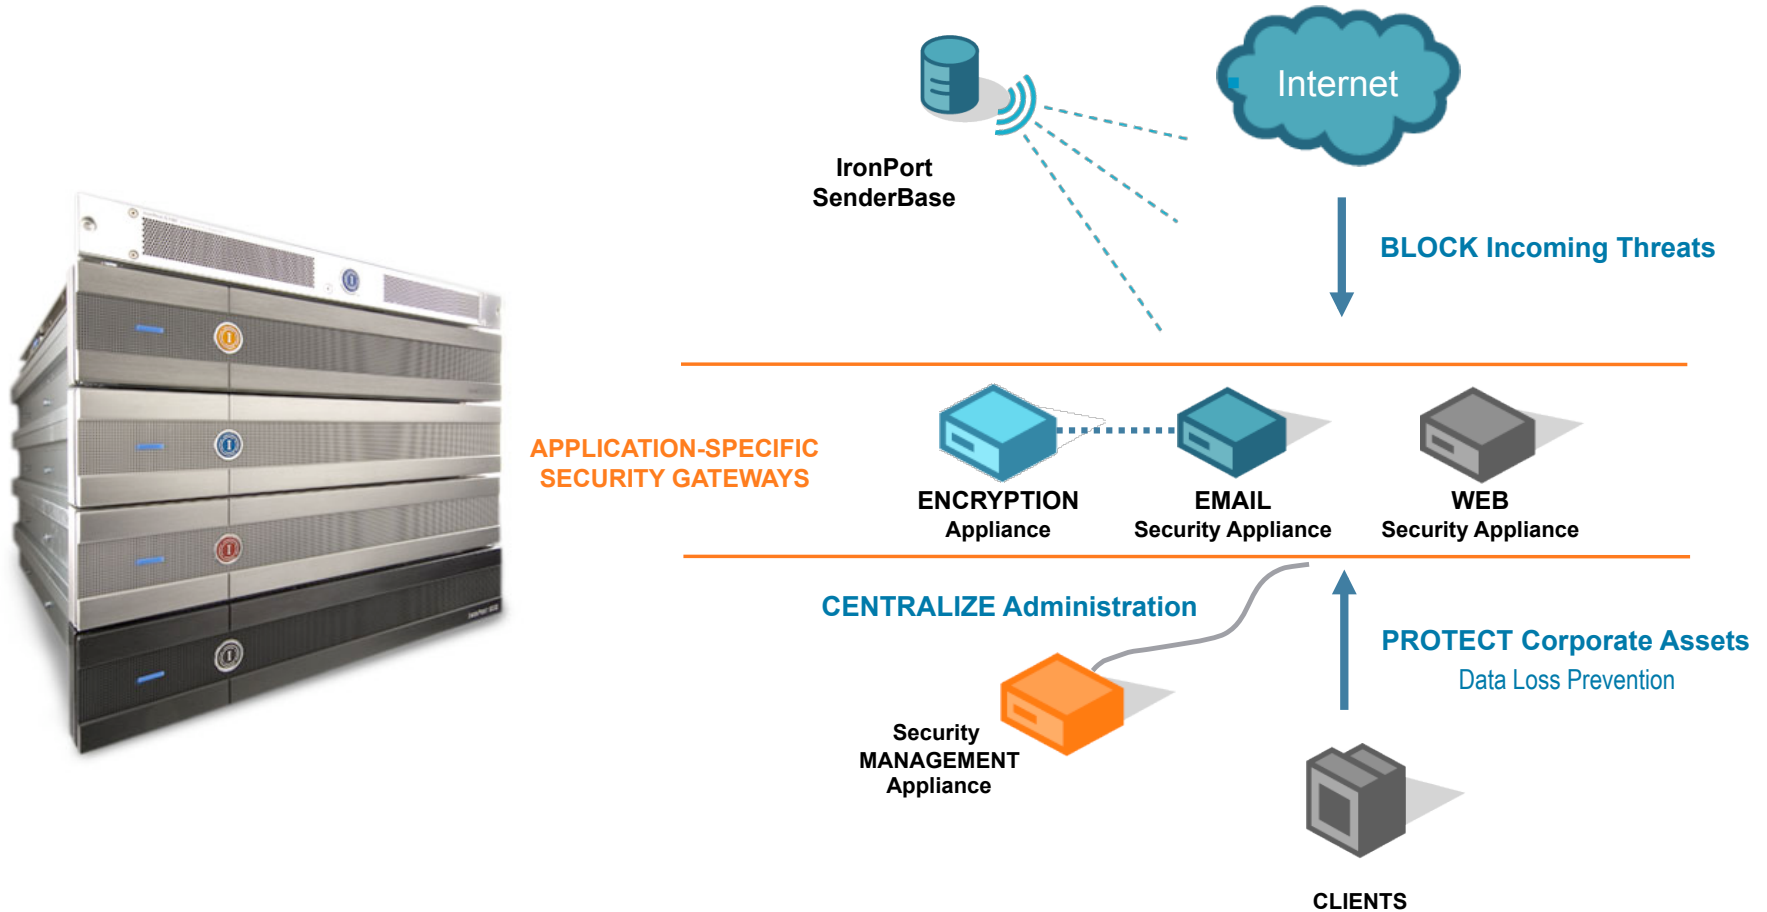 Internet
IronPort
SenderBase
BLOCK Incoming Threats
APPLICATION-SPECIFIC
SECURITY GATEWAYS
ENCRYPTION
Appliance
EMAIL
Security Appliance
WEB
Security Appliance
CENTRALIZE Administration
PROTECT Corporate Assets
Data Loss Prevention
Security
MANAGEMENT
Appliance
CLIENTS